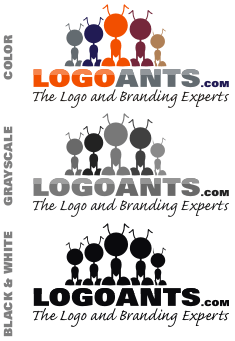 COLOR
LOGOANTS.COM
The Logo and Branding Experts
GRAYSCALE
LOGOANTS.COM
The Logo and Branding Experts
BLACK & WHITE
LOGOANTS.COM
The Logo and Branding Experts